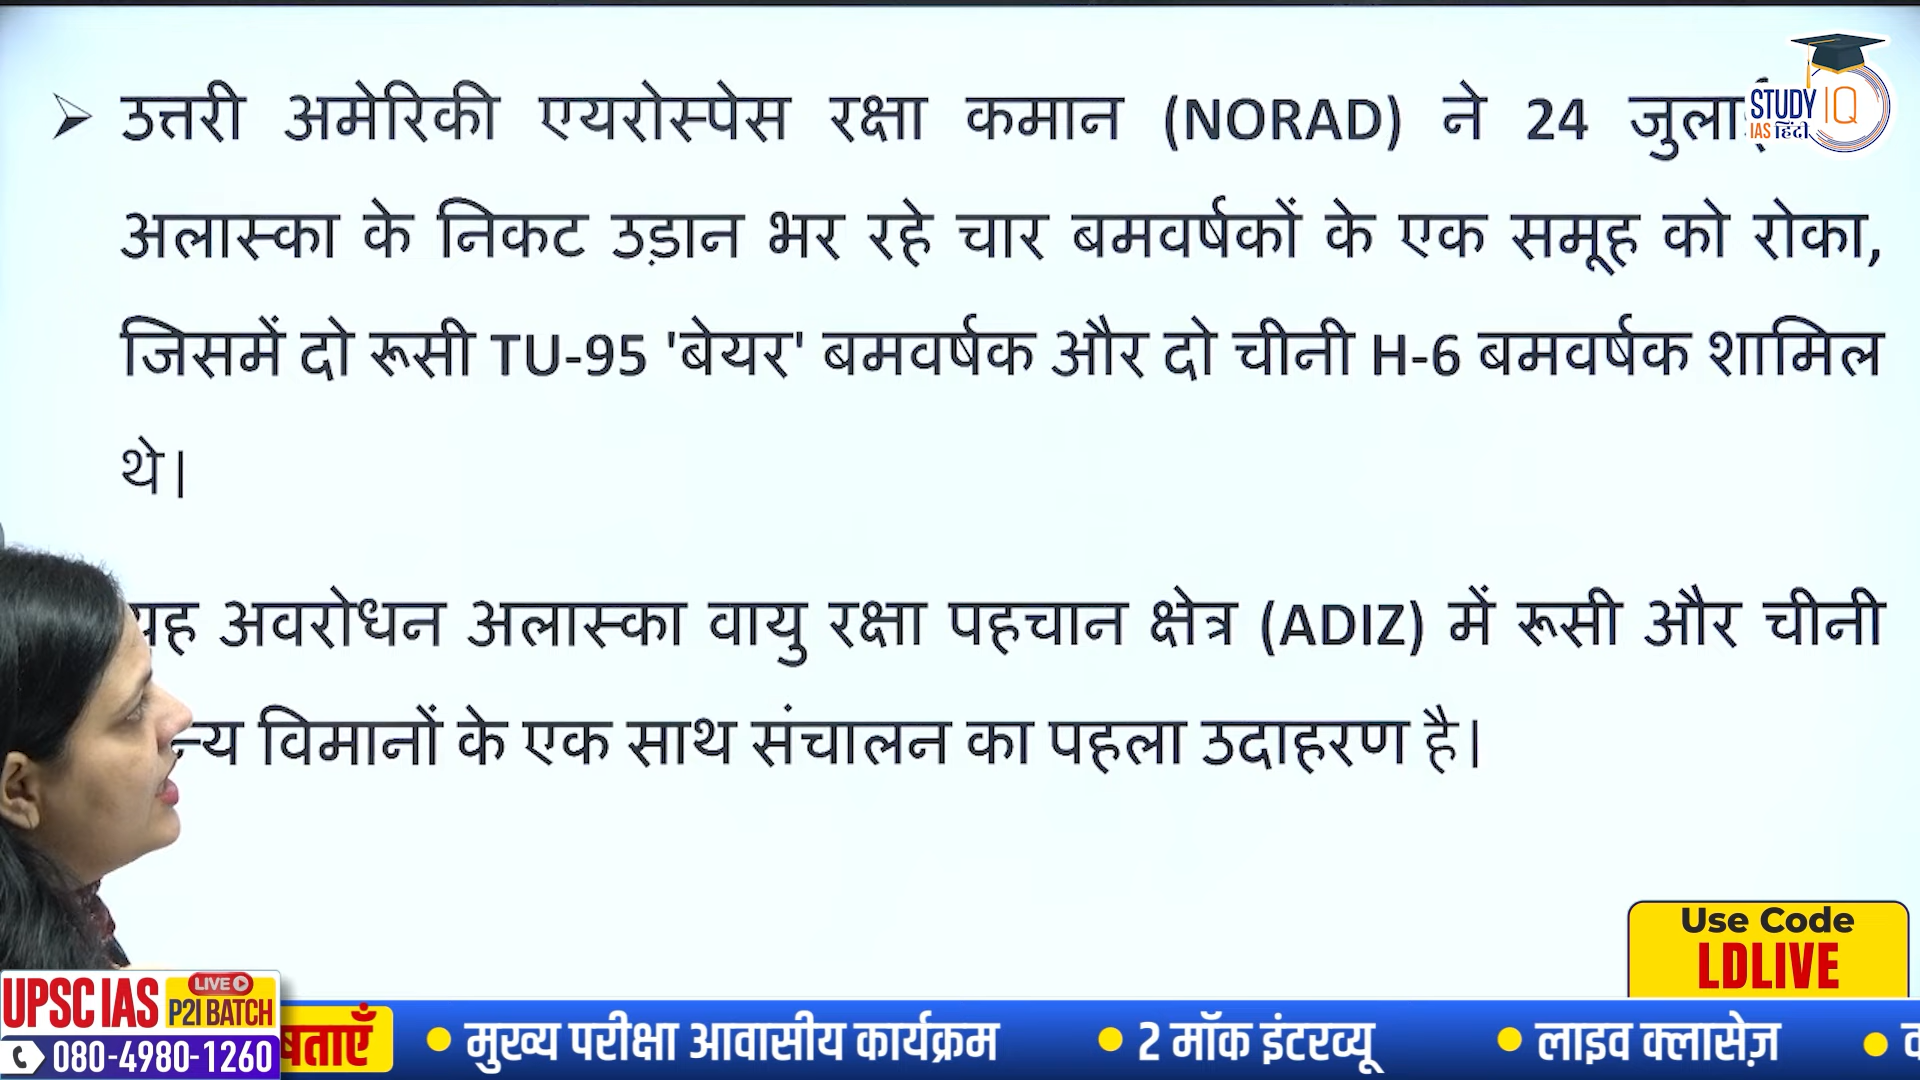 उत्तरी अमेरिकी एयरोस्पेस रक्षा कमान (NORAD) ने 24
अलास्का के निकट उड़ान भर रहे चार बमवर्षकों के एक समूह को रोका,
जिसमें दो रूसी TU-95 'बेयर' बमवर्षक और दो चीनी H-6 बमवर्षक शामिल
थे।
यह अवरोधन अलास्का वायु रक्षा पहचान क्षेत्र (ADIZ) में रूसी और चीनी
विमानों के एक साथ संचालन का पहला उदाहरण है।
STUDY IQ
IAS हिंदी
Use Code
LDLIVE
UPSC IAS
LIVE
P2I BATCH
080-4980-1260
बताएँ
• मुख्य परीक्षा आवासीय कार्यक्रम • 2 मॉक इंटरव्यू • लाइव क्लासेज़ •